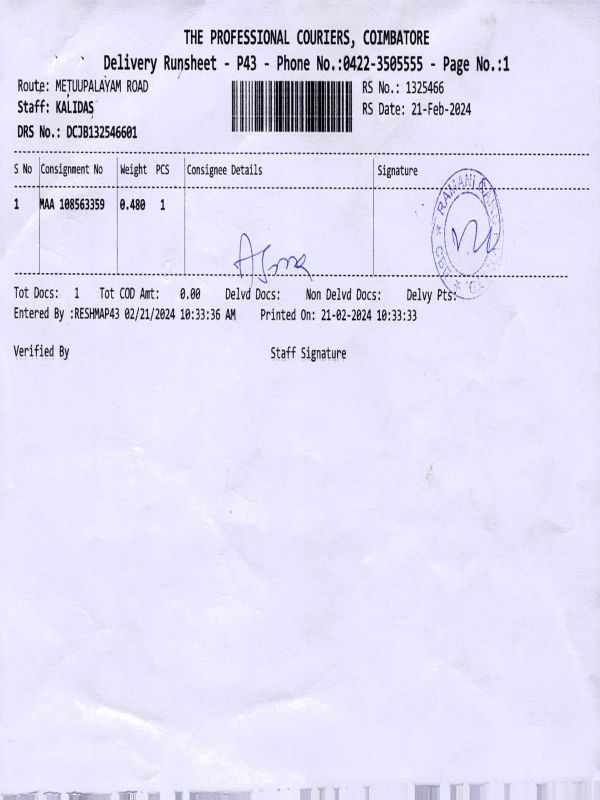 THE PROFESSIONAL COURIERS, COIMBATORE
Delivery Runsheet - P43 - Phone No.:0422-3505555 - Page No.:1
Route: METUUPALAYAM ROAD RS No.: 1325466
Staff: KALIDAS RS Date: 21-Feb-2024
DRS No.: DCJB132546601
S No Consignment No Weight PCS Consignee Details Signature
1 MAA 108563359 0.480 1
RAMANI
Tot Docs: 1 Tot COD Amt: 0.00 Delvd Docs: Non Delvd Docs: Delvy Pts:
Entered By :RESHMAP43 02/21/2024 10:33:36 AM Printed On: 21-02-2024 10:33:33
Verified By Staff Signature